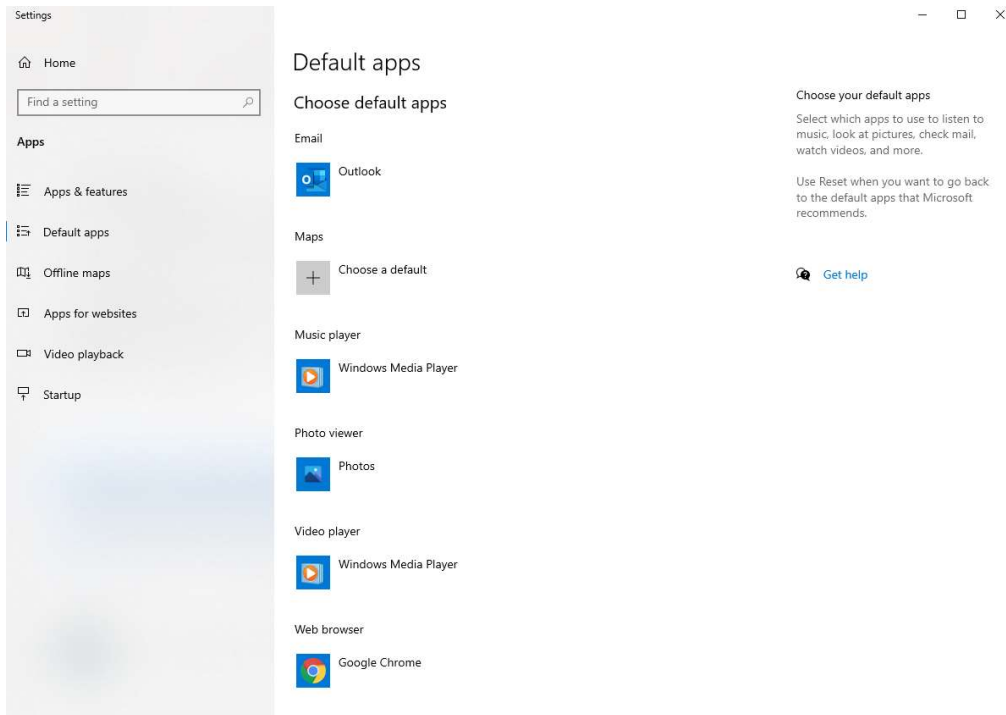 Settings
Home
Find a setting
Apps
Apps & features
Default apps
Offline maps
Apps for websites
Video playback
Startup
Default apps
Choose default apps
Email
Outlook
Maps
Choose a default
Music player
Windows Media Player
Photo viewer
Photos
Video player
Windows Media Player
Web browser
Google Chrome
Choose your default apps
Select which apps to use to listen to
music, look at pictures, check mail,
watch videos, and more.
Use Reset when you want to go back
to the default apps that Microsoft
recommends.
Get help